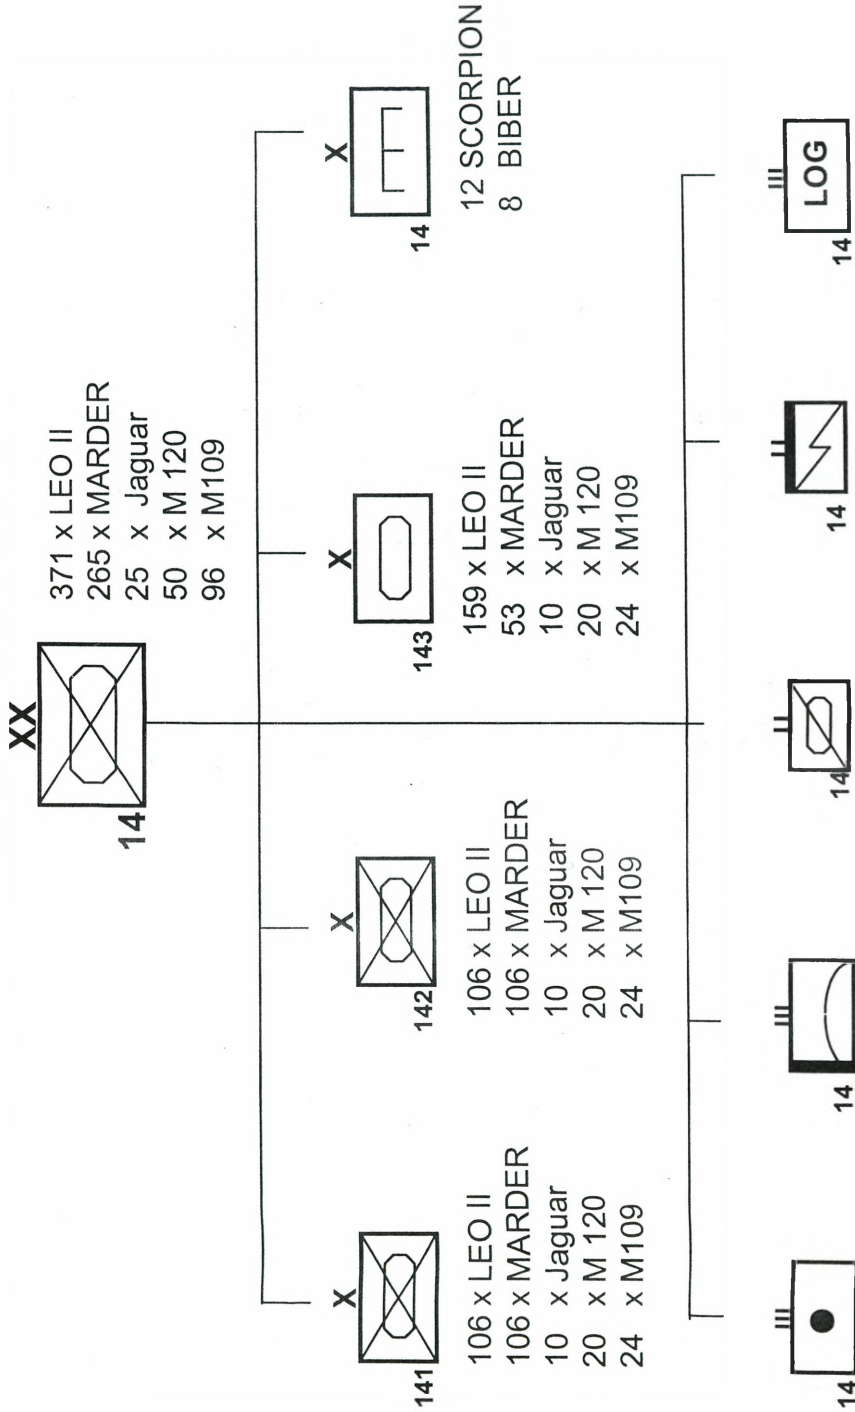 XX
14
371 x LEO II
265 x MARDER
25 x Jaguar
50 x M 120
96 x M109
X
141
106 x LEO II
106 x MARDER
10 x Jaguar
20 x M 120
24 x M109
X
142
106 x LEO II
106 x MARDER
10 x Jaguar
20 x M 120
24 x M109
X
143
159 x LEO II
53 x MARDER
10 x Jaguar
20 x M 120
24 x M109
X
14
12 SCORPION
8 BIBER
III
14
III
14
II
14
II
14
III
LOG
14